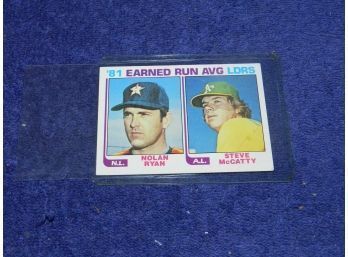 '81 EARNED RUN AVG LDRS
N.L. NOLAN RYAN
A.L. STEVE McCATTY